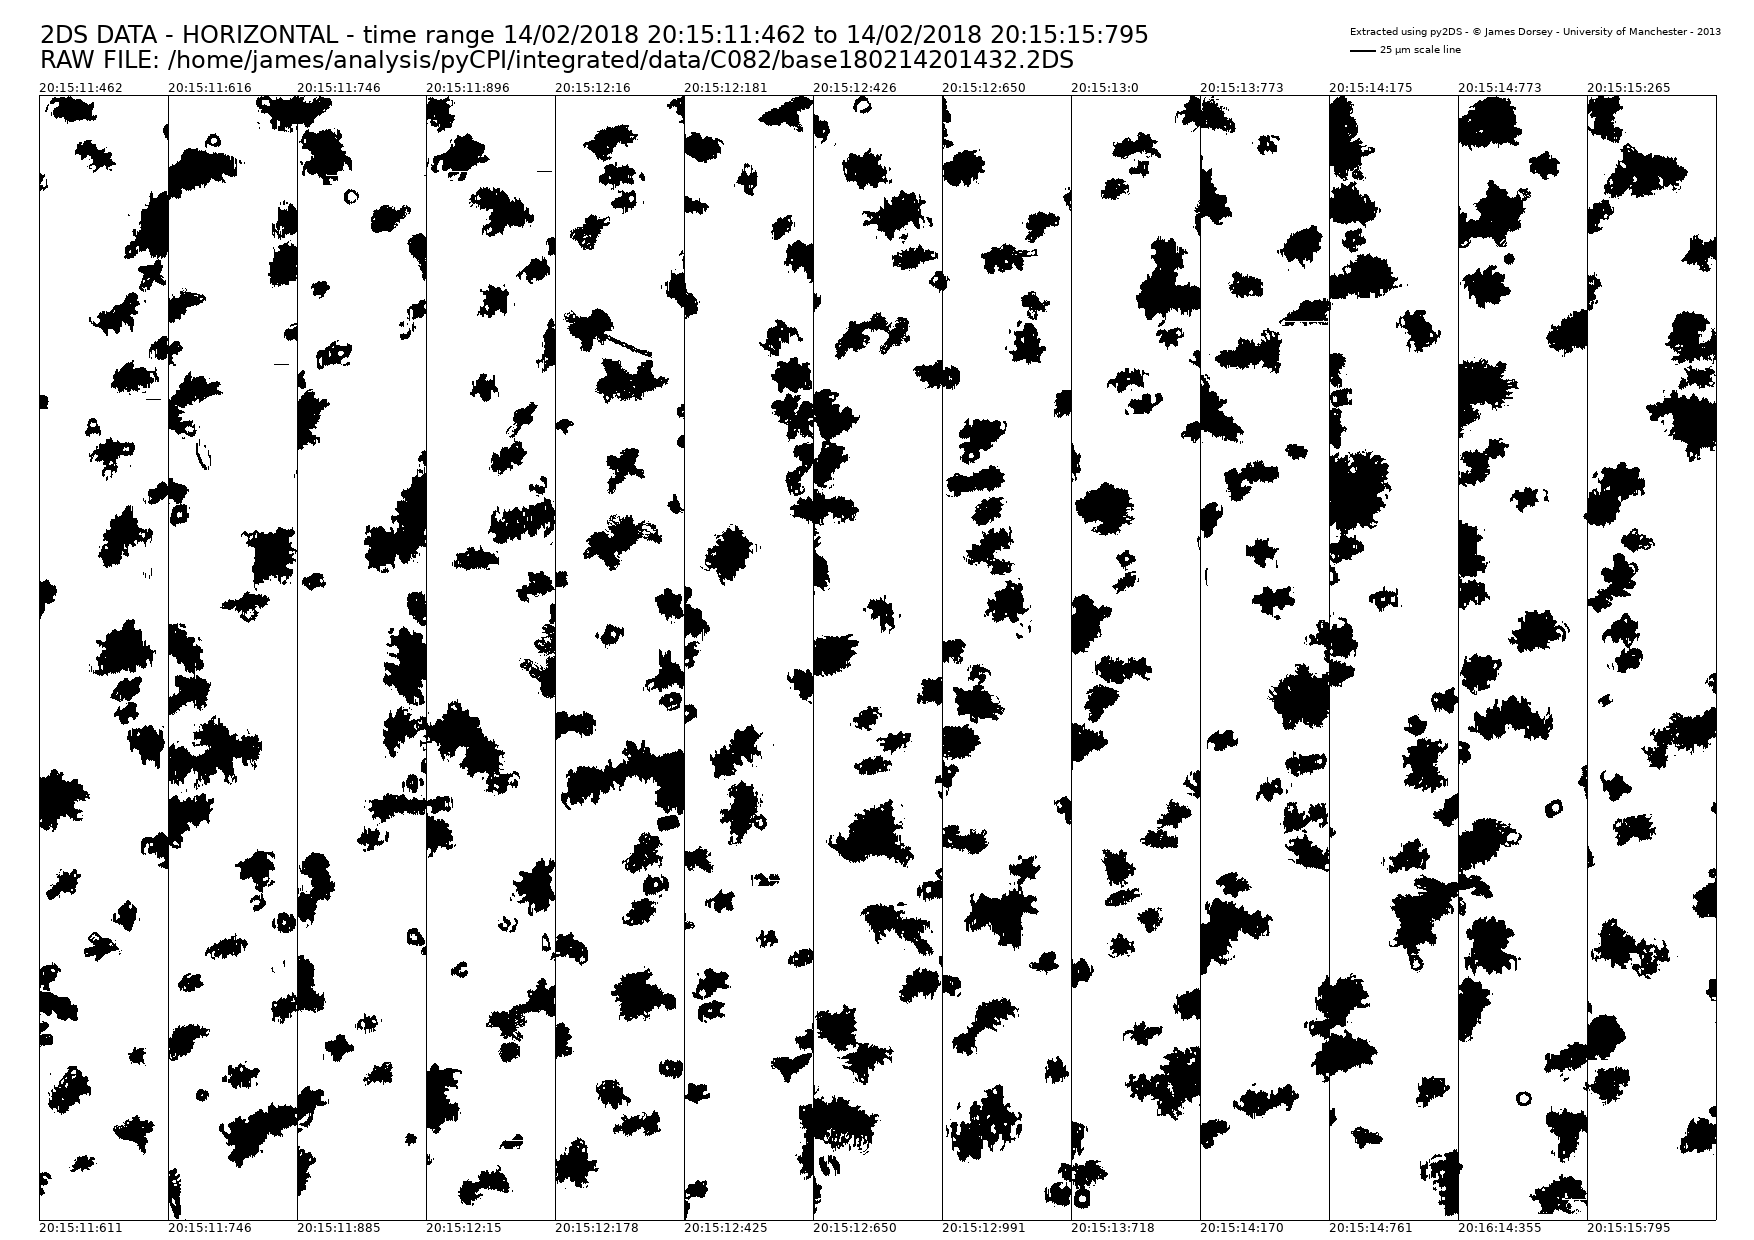 2DS DATA - HORIZONTAL - time range 14/02/2018 20:15:11:462 to 14/02/2018 20:15:15:795
RAW FILE: /home/james/analysis/pyCPI/integrated/data/C082/base180214201432.2DS
Extracted using py2DS - © James Dorsey - University of Manchester - 2013
25 µm scale line
20:15:11:462 20:15:11:616 20:15:11:746 20:15:11:896 20:15:12:16 20:15:12:181 20:15:12:426 20:15:12:650 20:15:13:0 20:15:13:773 20:15:14:175 20:15:14:773 20:15:15:265
20:15:11:611 20:15:11:746 20:15:11:885 20:15:12:15 20:15:12:178 20:15:12:425 20:15:12:650 20:15:12:991 20:15:13:718 20:15:14:170 20:15:14:761 20:16:14:355 20:15:15:795